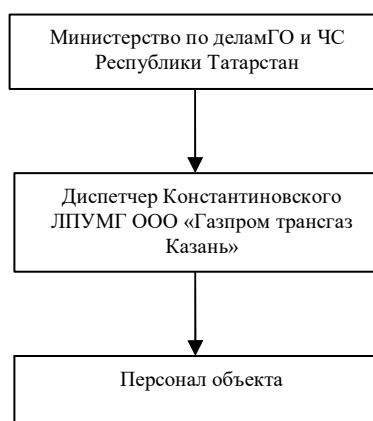 Министерство по деламГО и ЧС
Республики Татарстан
Диспетчер Константиновского
ЛПУМГ ООО «Газпром трансгаз
Казань»
Персонал объекта